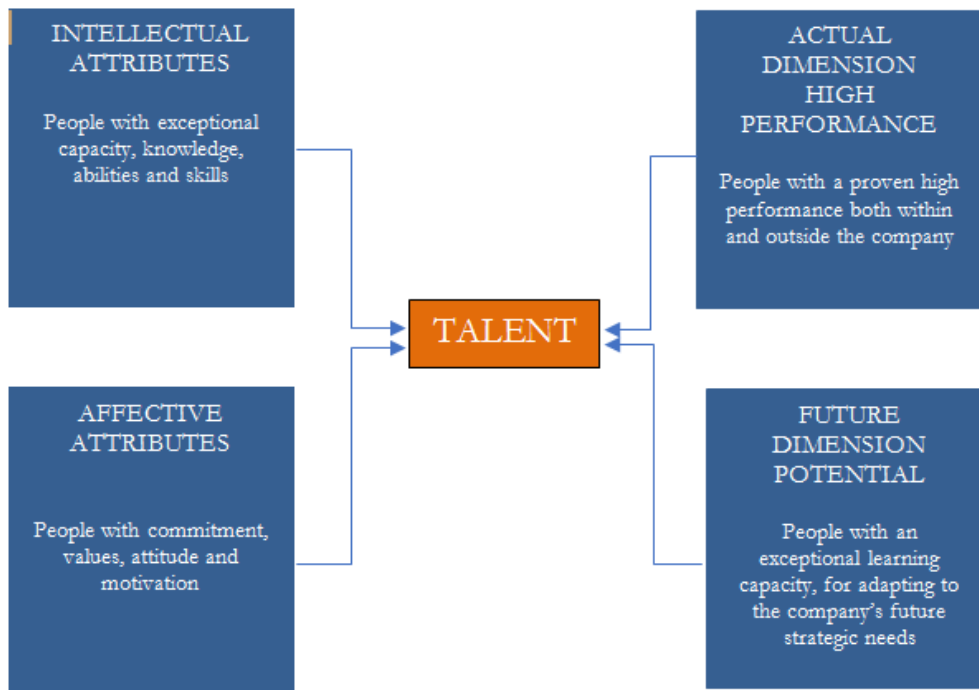 INTELLECTUAL
ATTRIBUTES
People with exceptional
capacity, knowledge,
abilities and skills
ACTUAL
DIMENSION
HIGH
PERFORMANCE
People with a proven high
performance both within
and outside the company
TALENT
AFFECTIVE
ATTRIBUTES
People with commitment,
values, attitude and
motivation
FUTURE
DIMENSION
POTENTIAL
People with an
exceptional learning
capacity, for adapting to
the company's future
strategic needs